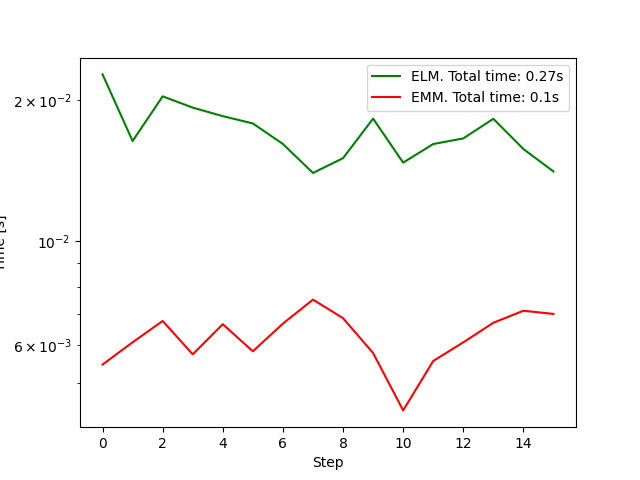 ELM. Total time: 0.27s
EMM. Total time: 0.1s
2 × 10⁻²
10⁻²
6 × 10⁻³
0 2 4 6 8 10 12 14
Step